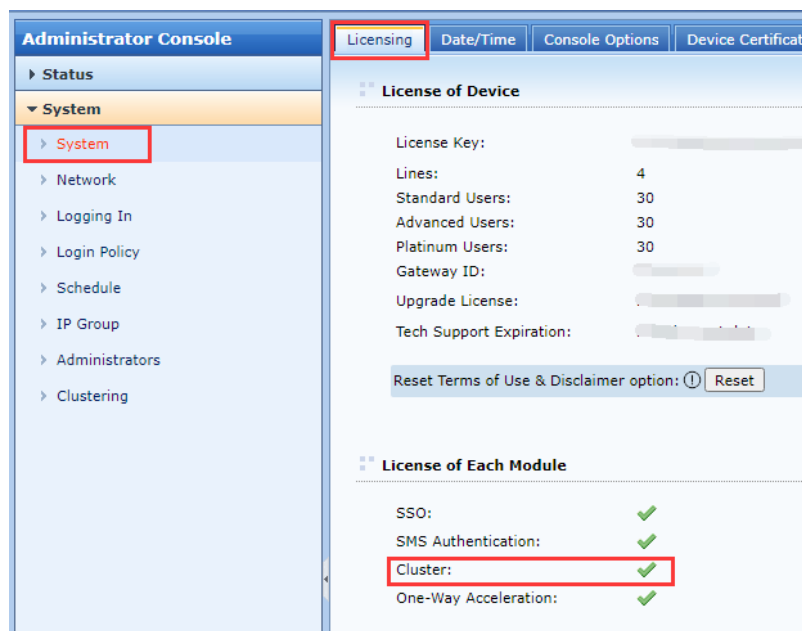 Administrator Console
Status
System
System
Network
Logging In
Login Policy
Schedule
IP Group
Administrators
Clustering
Licensing Date/Time Console Options Device Certificat
License of Device
License Key:
Lines: 4
Standard Users: 30
Advanced Users: 30
Platinum Users: 30
Gateway ID:
Upgrade License:
Tech Support Expiration:
Reset Terms of Use & Disclaimer option: Reset
License of Each Module
SSO:
SMS Authentication:
Cluster:
One-Way Acceleration: